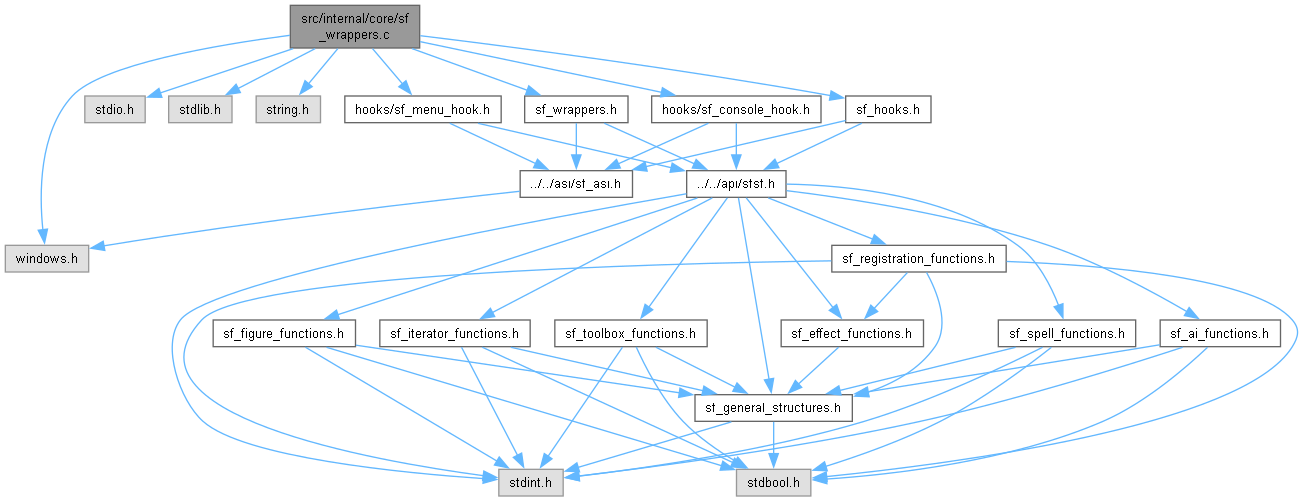 src/internal/core/sf
_wrappers.c
stdio.h
stdlib.h
string.h
hooks/sf_menu_hook.h
sf_wrappers.h
hooks/sf_console_hook.h
sf_hooks.h
../../asi/sf_asi.h
../../api/sfsf.h
windows.h
sf_registration_functions.h
sf_figure_functions.h
sf_iterator_functions.h
sf_toolbox_functions.h
sf_effect_functions.h
sf_spell_functions.h
sf_ai_functions.h
sf_general_structures.h
stdint.h
stdbool.h